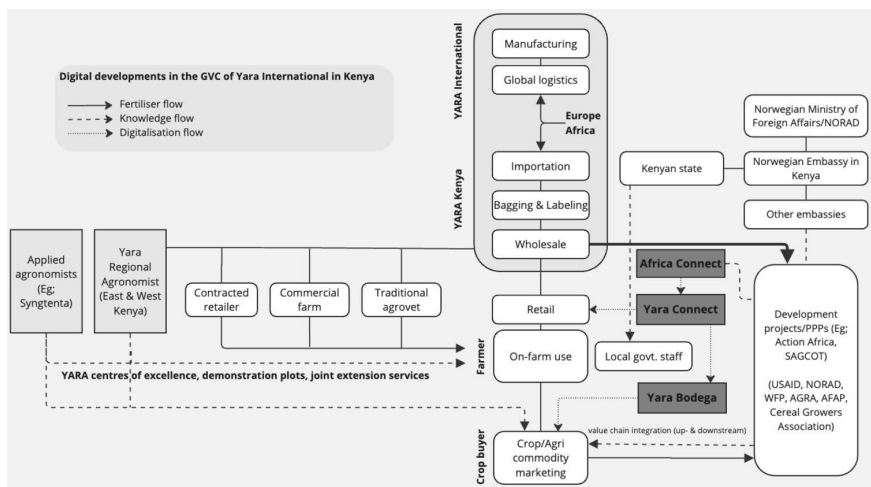 Digital developments in the GVC of Yara International in Kenya
Fertiliser flow
Knowledge flow
Digitalisation flow
YARA International
Manufacturing
Global logistics
Europe
Africa
YARA Kenya
Importation
Bagging & Labeling
Wholesale
Norwegian Ministry of
Foreign Affairs/NORAD
Kenyan state
Norwegian Embassy in
Kenya
Other embassies
Applied
agronomists
(Eg;
Syngtenta)
Yara
Regional
Agronomist
(East & West
Kenya)
Contracted
retailer
Commercial
farm
Traditional
agrovet
Africa Connect
Retail
Yara Connect
Farmer
On-farm use
Local govt. staff
Development
projects/PPPs (Eg;
Action Africa,
SAGCOT)
(USAID, NORAD,
WFP, AGRA, AFAP,
Cereal Growers
Association)
YARA centres of excellence, demonstration plots, joint extension services
Yara Bodega
value chain integration (up- & downstream)
Crop buyer
Crop/Agri
commodity
marketing